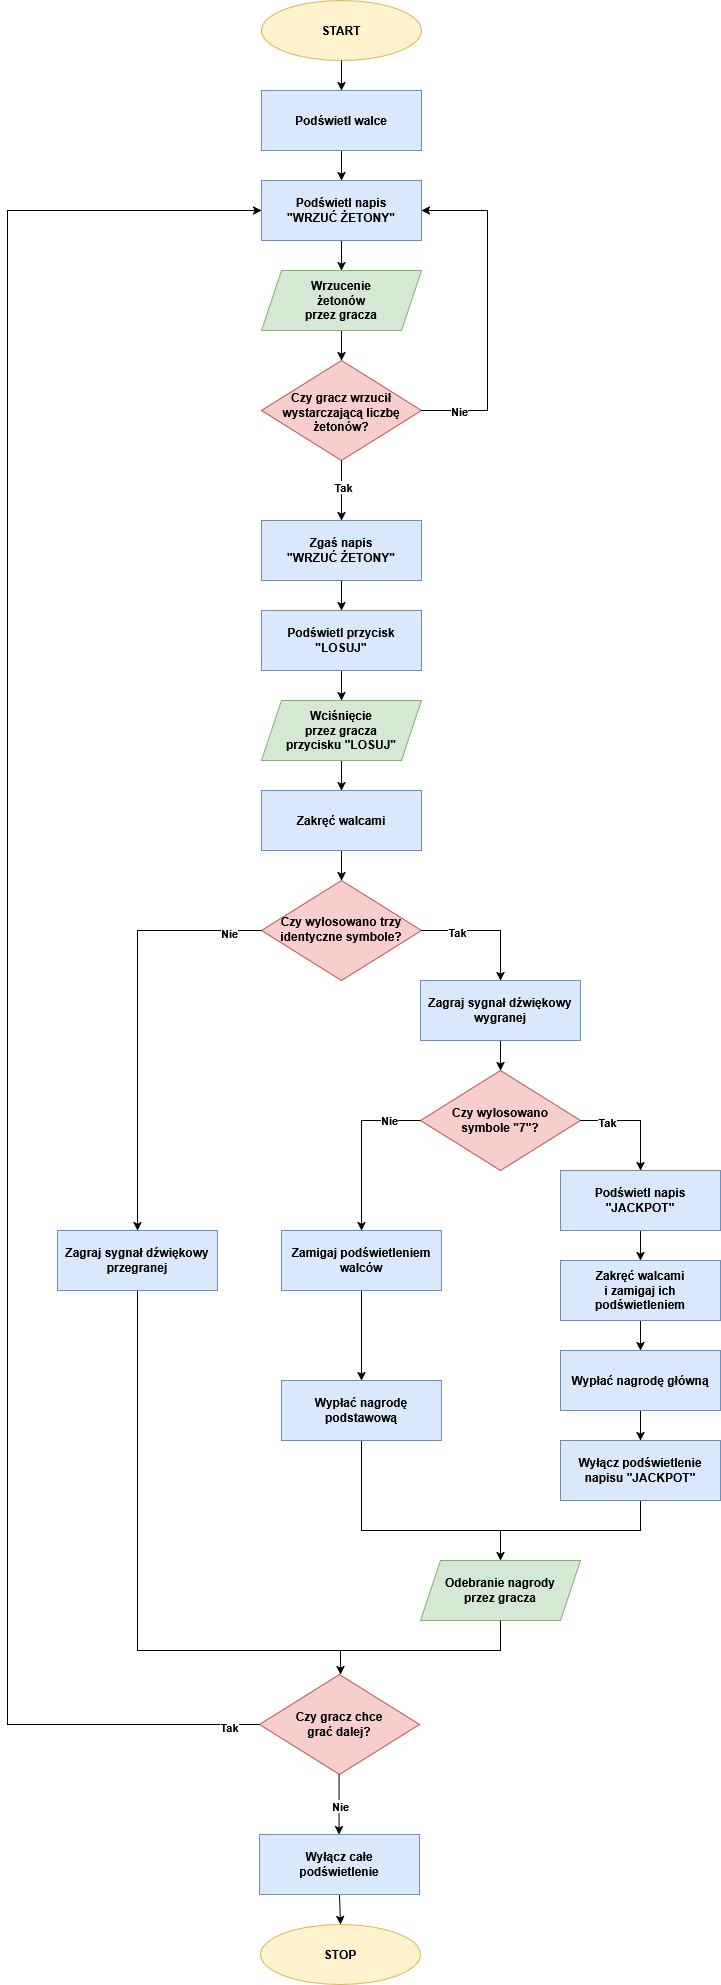 START
Podświetl walce
Podświetl napis
"WRZUĆ ŻETONY"
Wrzucenie
żetonów
przez gracza
Czy gracz wrzucił
wystarczającą liczbę
żetonów?
Nie
Tak
Zgaś napis
"WRZUĆ ŻETONY"
Podświetl przycisk
"LOSUJ"
Wciśnięcie
przez gracza
przycisku "LOSUJ"
Zakręć walcami
Czy wylosowano trzy
identyczne symbole?
Nie
Tak
Zagraj sygnał dźwiękowy
wygranej
Czy wylosowano
symbole "7"?
Nie
Tak
Podświetl napis
"JACKPOT"
Zagraj sygnał dźwiękowy
przegranej
Zamigaj podświetleniem
walców
Zakręć walcami
i zamigaj ich
podświetleniem
Wypłać nagrodę główną
Wypłać nagrodę
podstawową
Wyłącz podświetlenie
napisu "JACKPOT"
Odebranie nagrody
przez gracza
Czy gracz chce
grać dalej?
Tak
Nie
Wyłącz całe
podświetlenie
STOP